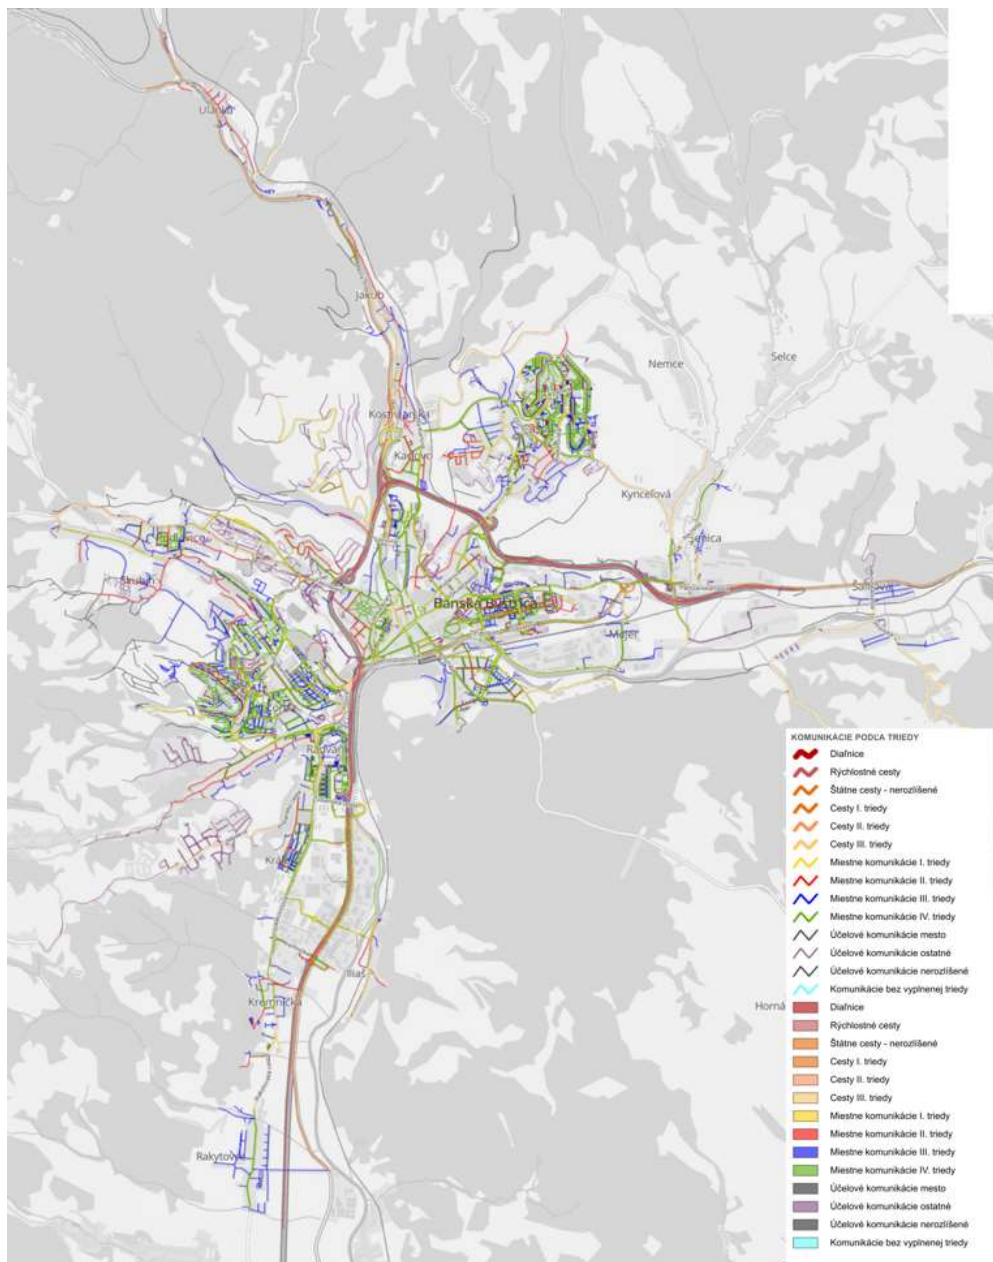 Uľanka
Jakub
Nemce
Selce
Kostiviarska
Karlovo
Kynceľová
Senica
Podlavice
Skubín
Šalková
Banská Bystrica
Majer
Radvaň
Iliaš
Kremnička
Horná
Rakytovce
KOMUNIKÁCIE PODĽA TRIEDY
Diaľnice
Rýchlostné cesty
Štátne cesty - nerozlíšené
Cesty I. triedy
Cesty II. triedy
Cesty III. triedy
Miestne komunikácie I. triedy
Miestne komunikácie II. triedy
Miestne komunikácie III. triedy
Miestne komunikácie IV. triedy
Účelové komunikácie mesto
Účelové komunikácie ostatné
Účelové komunikácie nerozlíšené
Komunikácie bez vyplnenej triedy
Diaľnice
Rýchlostné cesty
Štátne cesty - nerozlíšené
Cesty I. triedy
Cesty II. triedy
Cesty III. triedy
Miestne komunikácie I. triedy
Miestne komunikácie II. triedy
Miestne komunikácie III. triedy
Miestne komunikácie IV. triedy
Účelové komunikácie mesto
Účelové komunikácie ostatné
Účelové komunikácie nerozlíšené
Komunikácie bez vyplnenej triedy